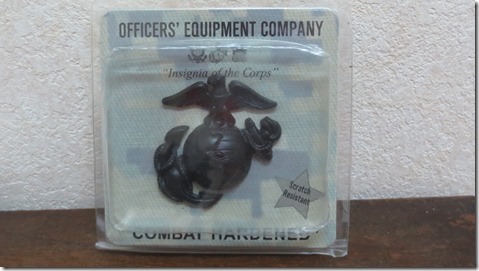 OFFICERS' EQUIPMENT COMPANY
"Insignia of the Corps"
Scratch
Resistant
COMBAT HARDENED